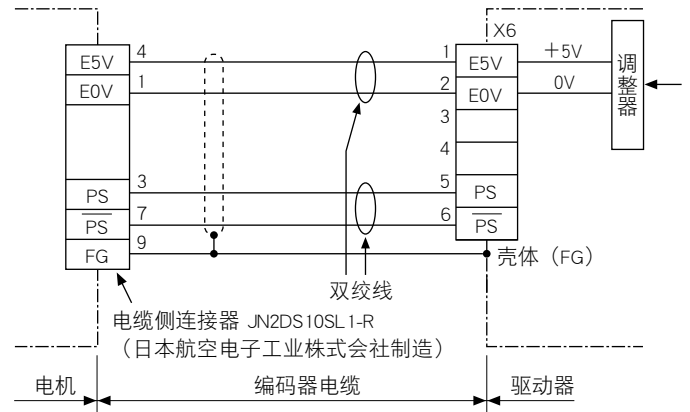 X6
E5V 4 1 E5V +5V
E0V 1 2 E0V 0V
调整器
3
4
PS 3 5 PS
P̅S̅ 7 6 P̅S̅
FG 9 壳体（FG）
双绞线
电缆侧连接器 JN2DS10SL1-R
（日本航空电子工业株式会社制造）
电机 编码器电缆 驱动器